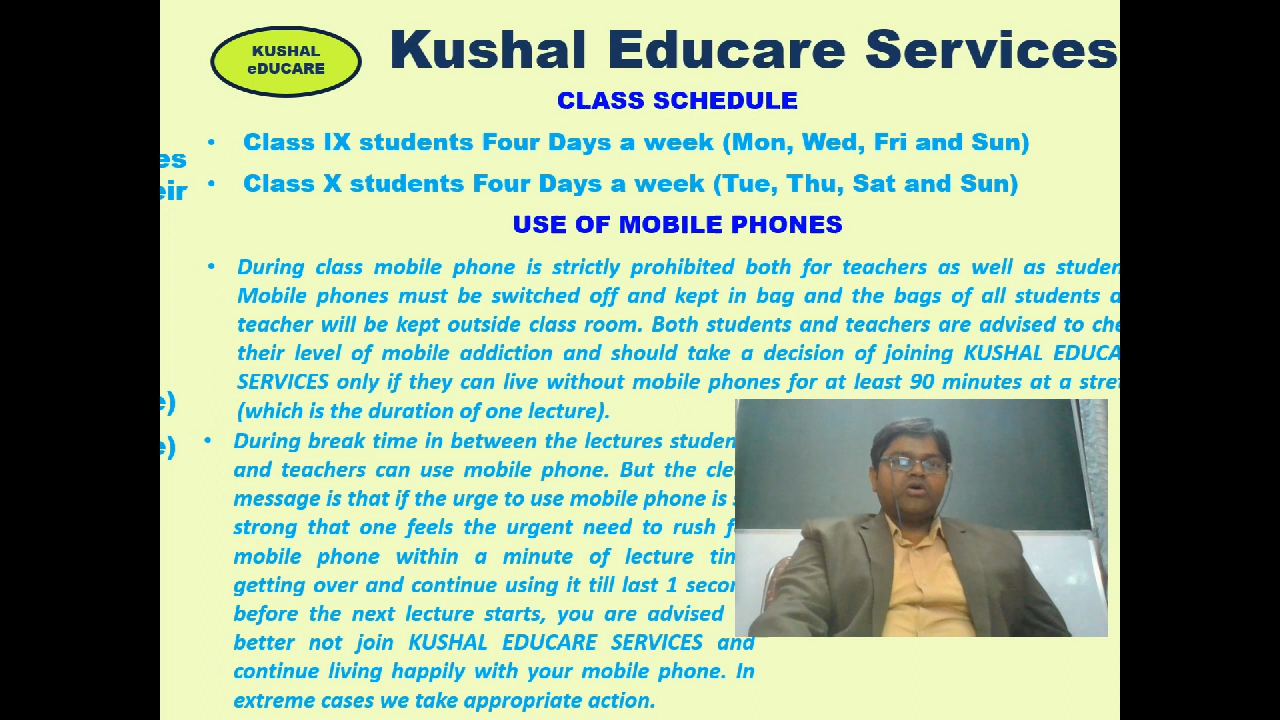 KUSHAL
eDUCARE
Kushal Educare Services
CLASS SCHEDULE
• Class IX students Four Days a week (Mon, Wed, Fri and Sun)
es
• Class X students Four Days a week (Tue, Thu, Sat and Sun)
eir
USE OF MOBILE PHONES
• During class mobile phone is strictly prohibited both for teachers as well as studen
Mobile phones must be switched off and kept in bag and the bags of all students a
teacher will be kept outside class room. Both students and teachers are advised to che
their level of mobile addiction and should take a decision of joining KUSHAL EDUCA
SERVICES only if they can live without mobile phones for at least 90 minutes at a stret
(which is the duration of one lecture).
e)
e)
• During break time in between the lectures studen
and teachers can use mobile phone. But the cle
message is that if the urge to use mobile phone is s
strong that one feels the urgent need to rush f
mobile phone within a minute of lecture tim
getting over and continue using it till last 1 secon
before the next lecture starts, you are advised
better not join KUSHAL EDUCARE SERVICES and
continue living happily with your mobile phone. In
extreme cases we take appropriate action.